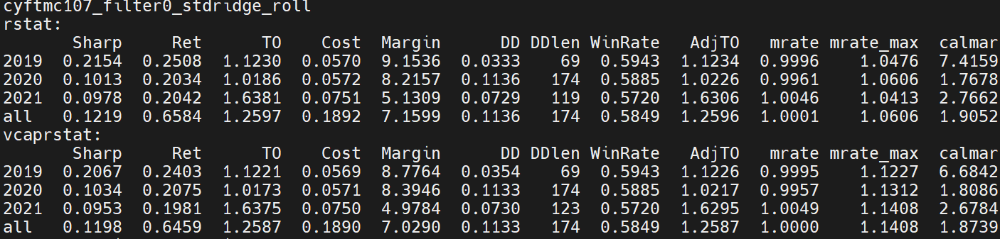 cyftmc107_filter0_stdridge_roll
rstat:
Sharp Ret TO Cost Margin DD DDlen WinRate AdjTO mrate mrate_max calmar
2019 0.2154 0.2508 1.1230 0.0570 9.1536 0.0333 69 0.5943 1.1234 0.9996 1.0476 7.4159
2020 0.1013 0.2034 1.0186 0.0572 8.2157 0.1136 174 0.5885 1.0226 0.9961 1.0606 1.7678
2021 0.0978 0.2042 1.6381 0.0751 5.1309 0.0729 119 0.5720 1.6306 1.0046 1.0413 2.7662
all 0.1219 0.6584 1.2597 0.1892 7.1599 0.1136 174 0.5849 1.2596 1.0001 1.0606 1.9052
vcaprstat:
Sharp Ret TO Cost Margin DD DDlen WinRate AdjTO mrate mrate_max calmar
2019 0.2067 0.2403 1.1221 0.0569 8.7764 0.0354 69 0.5943 1.1226 0.9995 1.1227 6.6842
2020 0.1034 0.2075 1.0173 0.0571 8.3946 0.1133 174 0.5885 1.0217 0.9957 1.1312 1.8086
2021 0.0953 0.1981 1.6375 0.0750 4.9784 0.0730 123 0.5720 1.6295 1.0049 1.1408 2.6784
all 0.1198 0.6459 1.2587 0.1890 7.0290 0.1133 174 0.5849 1.2587 1.0000 1.1408 1.8739